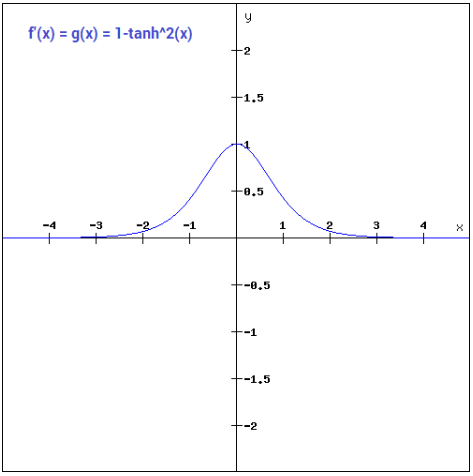 y
f'(x) = g(x) = 1-tanh^2(x)
2
1.5
1
0.5
-4 -3 -2 -1 1 2 3 4 x
-0.5
-1
-1.5
-2